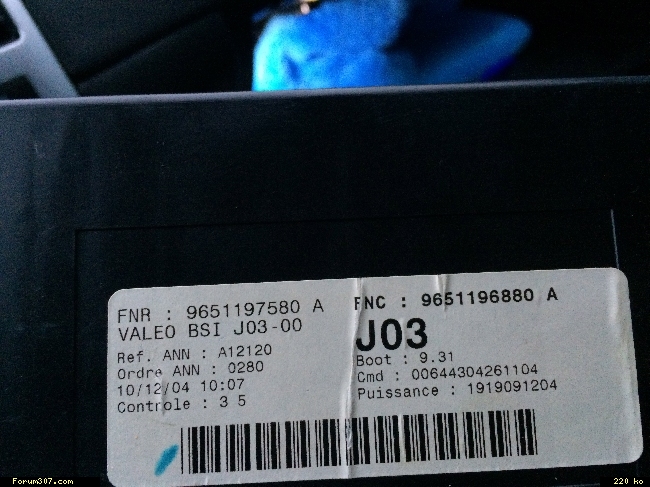 FNR : 9651197580 A
VALEO BSI J03-00
Ref. ANN : A12120
Ordre ANN : 0280
10/12/04 10:07
Controle : 3 5
FNC : 9651196880 A
J03
Boot : 9.31
Cmd : 00644304261104
Puissance : 1919091204
Forum307.com
220 ko